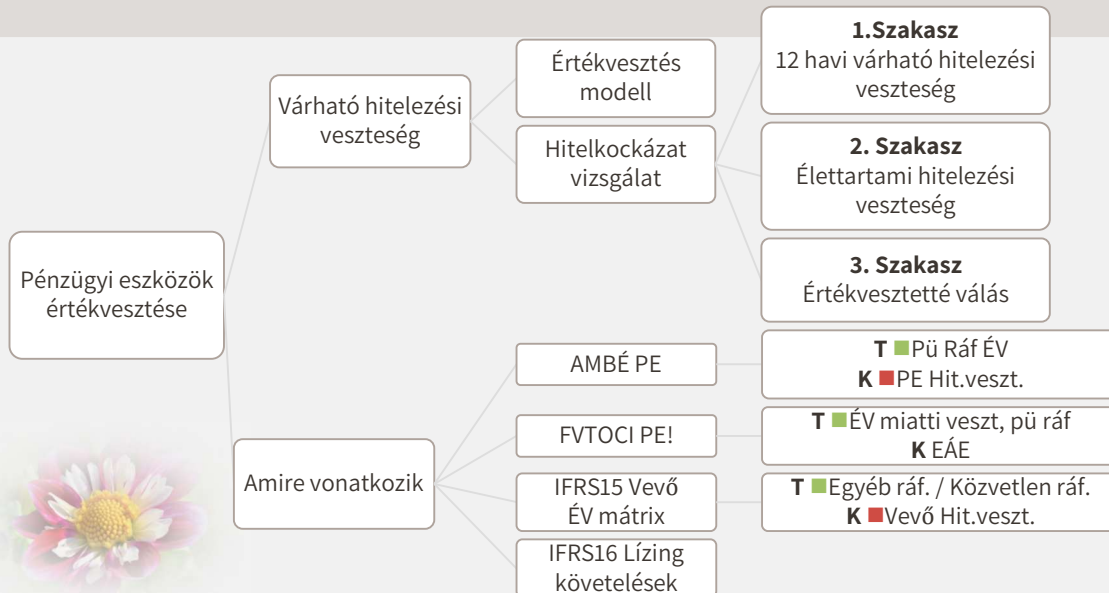 Pénzügyi eszközök
értékvesztése
Várható hitelezési
veszteség
Értékvesztés
modell
Hitelkockázat
vizsgálat
1.Szakasz
12 havi várható hitelezési
veszteség
2. Szakasz
Élettartami hitelezési
veszteség
3. Szakasz
Értékvesztetté válás
Amire vonatkozik
AMBÉ PE
T Pü Ráf ÉV
K PE Hit.veszt.
FVTOCI PE!
T ÉV miatti veszt, pü ráf
K EÁE
IFRS15 Vevő
ÉV mátrix
T Egyéb ráf. / Közvetlen ráf.
K Vevő Hit.veszt.
IFRS16 Lízing
követelések